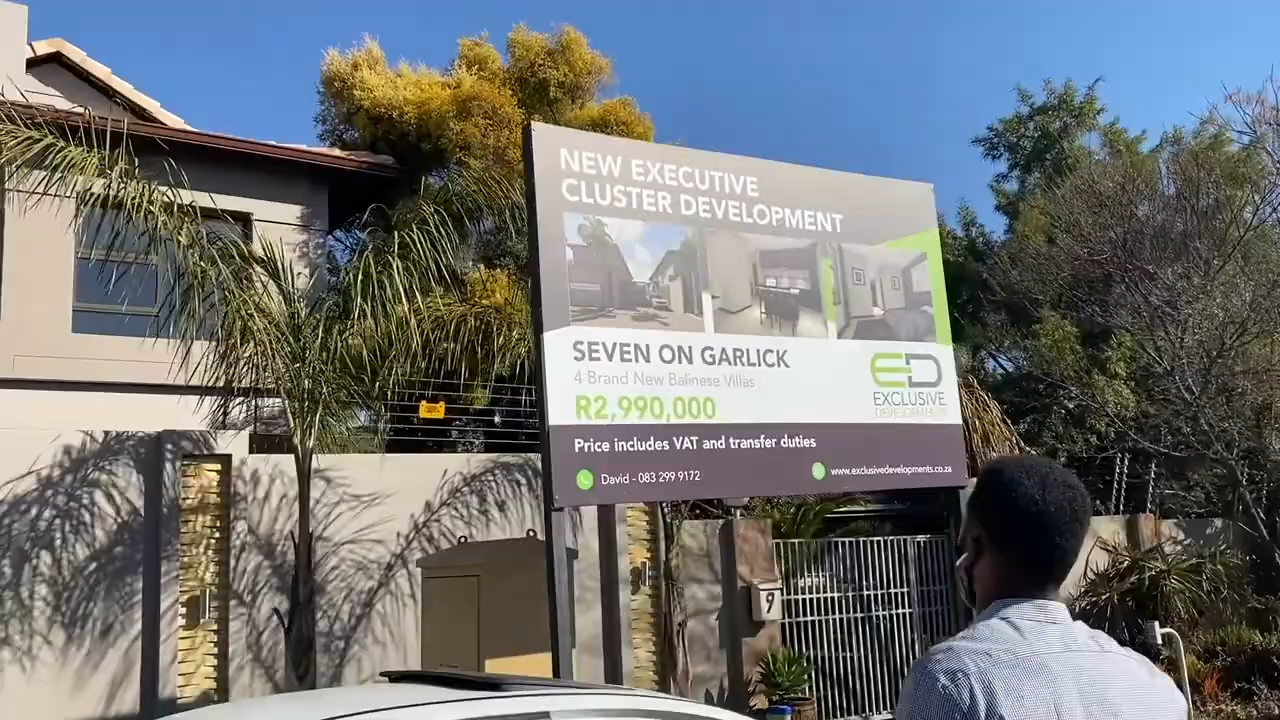 NEW EXECUTIVE
CLUSTER DEVELOPMENT
SEVEN ON GARLICK
4 Brand New Balinese Villas
R2,990,000
ED
EXCLUSIVE
DEVELOPMENTS
Price includes VAT and transfer duties
David - 083 299 9172
www.exclusivedevelopments.co.za
9